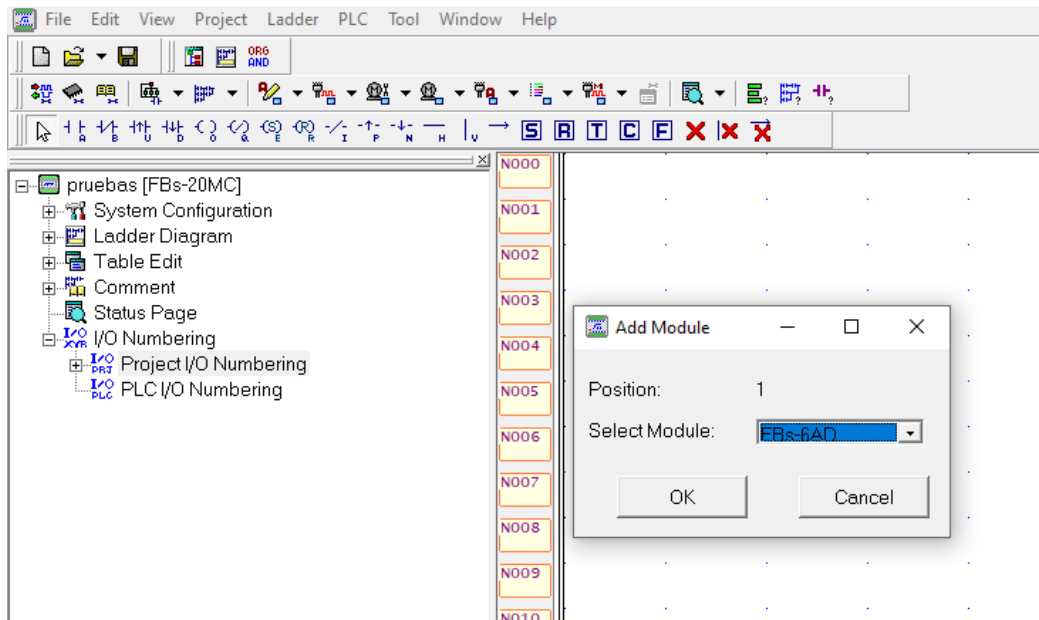 File Edit View Project Ladder PLC Tool Window Help
ORG
AND
A B U D O Q E R I P N H V S R T C F
pruebas [FBs-20MC]
System Configuration
Ladder Diagram
Table Edit
Comment
Status Page
I/O Numbering
Project I/O Numbering
PLC I/O Numbering
N000
N001
N002
N003
N004
N005
N006
N007
N008
N009
N010
Add Module
Position: 1
Select Module: FBs-6AD
OK Cancel